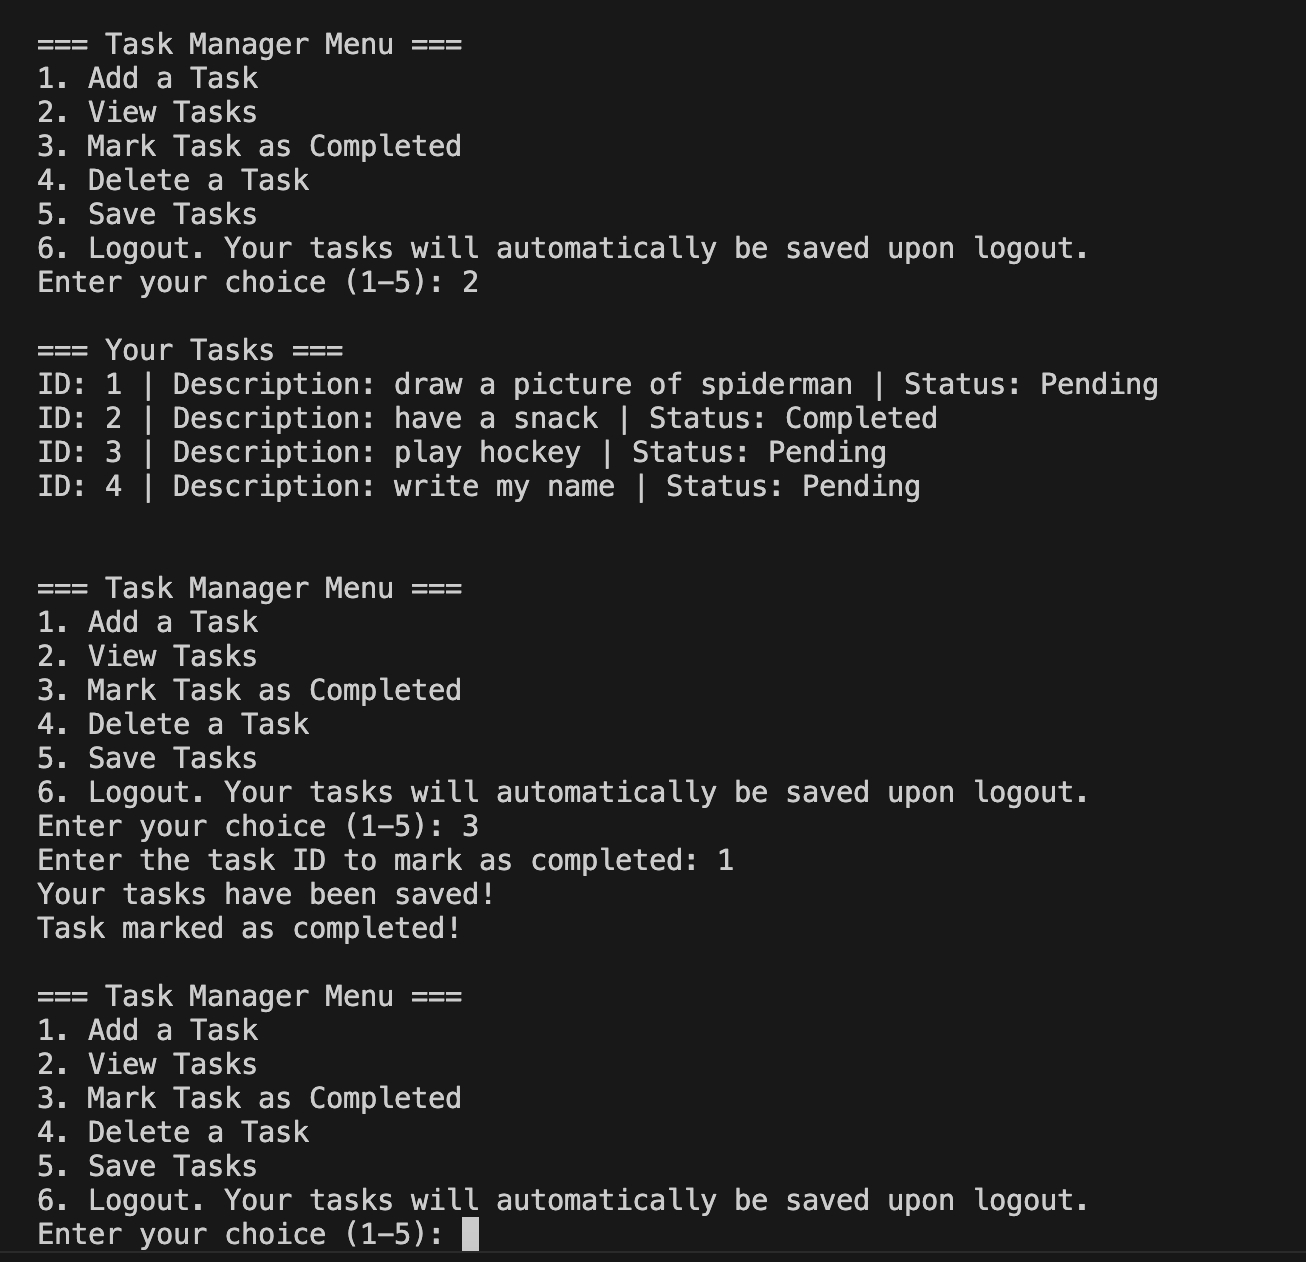 === Task Manager Menu ===
1. Add a Task
2. View Tasks
3. Mark Task as Completed
4. Delete a Task
5. Save Tasks
6. Logout. Your tasks will automatically be saved upon logout.
Enter your choice (1-5): 2
=== Your Tasks ===
ID: 1 | Description: draw a picture of spiderman | Status: Pending
ID: 2 | Description: have a snack | Status: Completed
ID: 3 | Description: play hockey | Status: Pending
ID: 4 | Description: write my name | Status: Pending
=== Task Manager Menu ===
1. Add a Task
2. View Tasks
3. Mark Task as Completed
4. Delete a Task
5. Save Tasks
6. Logout. Your tasks will automatically be saved upon logout.
Enter your choice (1-5): 3
Enter the task ID to mark as completed: 1
Your tasks have been saved!
Task marked as completed!
=== Task Manager Menu ===
1. Add a Task
2. View Tasks
3. Mark Task as Completed
4. Delete a Task
5. Save Tasks
6. Logout. Your tasks will automatically be saved upon logout.
Enter your choice (1-5):